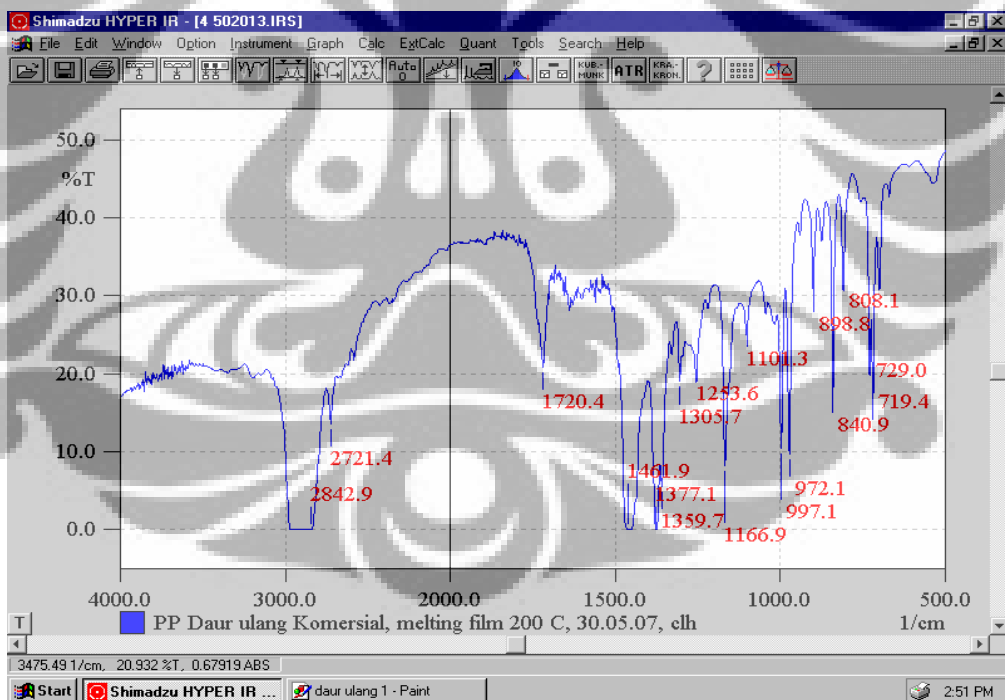 Shimadzu HYPER IR - [4 502013.IRS]
File Edit Window Option Instrument Graph Calc ExtCalc Quant Tools Search Help
Auto 0 10 KUB.- MUNK ATR KRA.- KRON. ?
50.0
%T
40.0
30.0
20.0
10.0
0.0
808.1
898.8
1101.3
729.0
1720.4
1253.6
719.4
1305.7
840.9
2721.4
1461.9
2842.9
1377.1
972.1
1359.7
997.1
1166.9
4000.0 3000.0 2000.0 1500.0 1000.0 500.0
T PP Daur ulang Komersial, melting film 200 C, 30.05.07, clh 1/cm
3475.49 1/cm, 20.932 %T, 0.67919 ABS
Start Shimadzu HYPER IR ... daur ulang 1 - Paint 2:51 PM